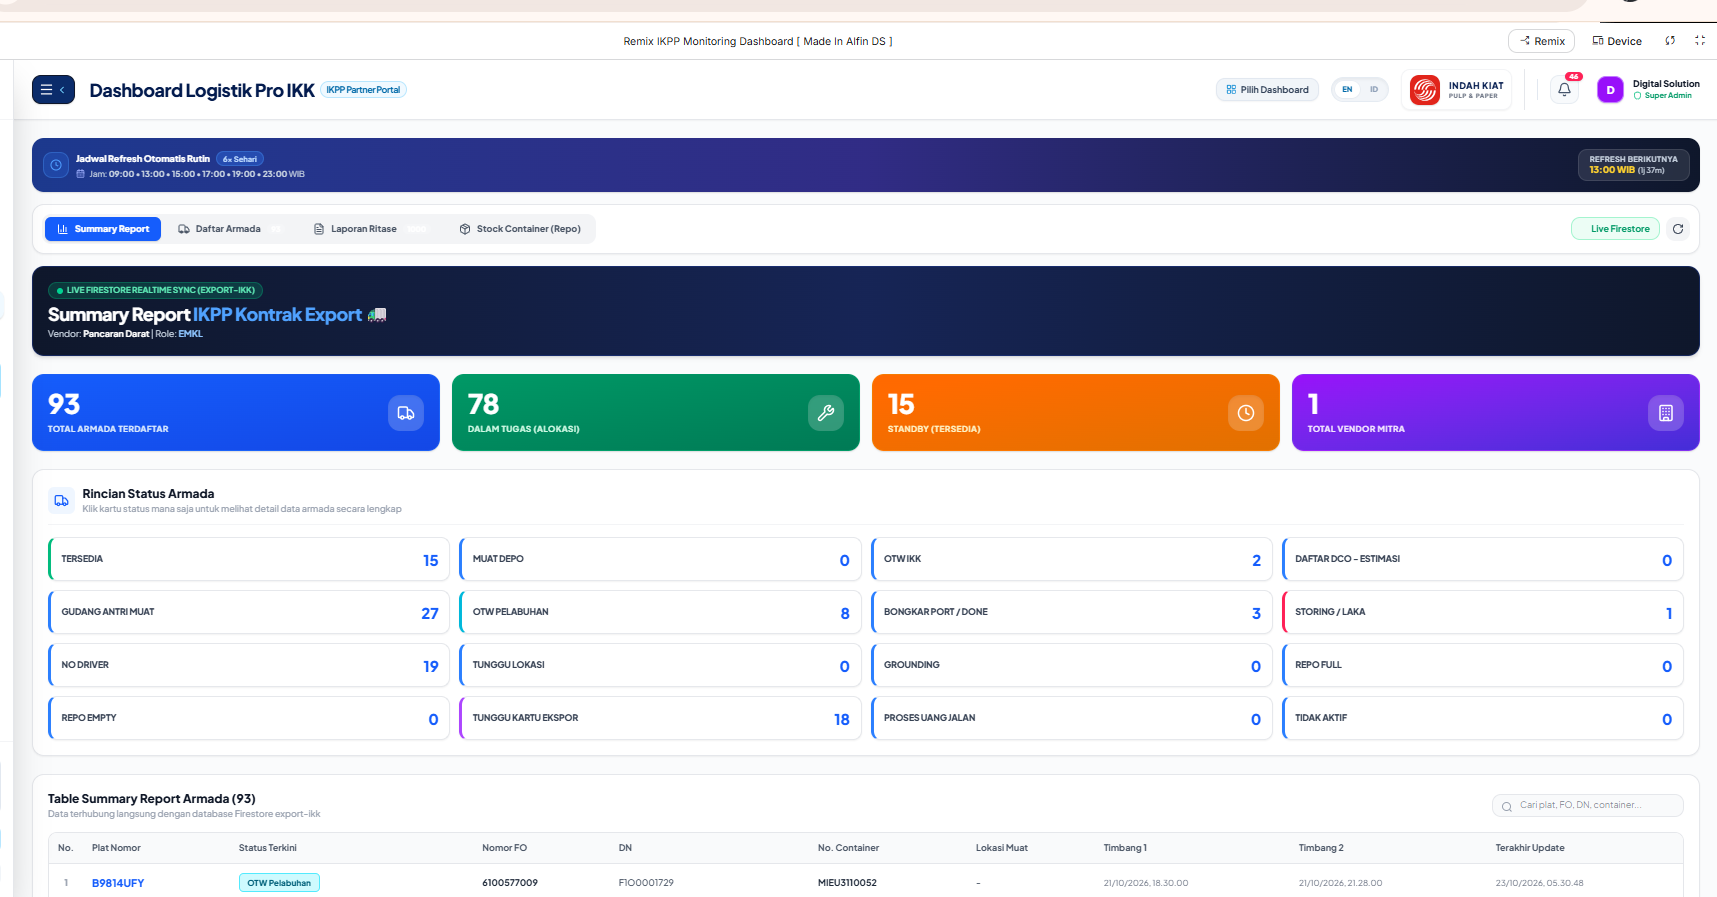 Remix IKPP Monitoring Dashboard [ Made In Alfin DS ]
Remix
Device
Dashboard Logistik Pro IKK
IKPP Partner Portal
Pilih Dashboard
EN
ID
INDAH KIAT
PULP & PAPER
46
D
Digital Solution
Super Admin
Jadwal Refresh Otomatis Rutin
6x Sehari
Jam: 09:00 • 13:00 • 15:00 • 17:00 • 19:00 • 23:00 WIB
REFRESH BERIKUTNYA
13:00 WIB (1j 37m)
Summary Report
Daftar Armada
Laporan Ritase
Stock Container (Repo)
Live Firestore
LIVE FIRESTORE REALTIME SYNC (EXPORT-IKK)
Summary Report IKPP Kontrak Export 🚛
Vendor: Pancaran Darat | Role: EMKL
93
TOTAL ARMADA TERDAFTAR
78
DALAM TUGAS (ALOKASI)
15
STANDBY (TERSEDIA)
1
TOTAL VENDOR MITRA
Rincian Status Armada
Klik kartu status mana saja untuk melihat detail data armada secara lengkap
TERSEDIA 15
MUAT DEPO 0
OTW IKK 2
DAFTAR DCO - ESTIMASI 0
GUDANG ANTRI MUAT 27
OTW PELABUHAN 8
BONGKAR PORT / DONE 3
STORING / LAKA 1
NO DRIVER 19
TUNGGU LOKASI 0
GROUNDING 0
REPO FULL 0
REPO EMPTY 0
TUNGGU KARTU EKSPOR 18
PROSES UANG JALAN 0
TIDAK AKTIF 0
Table Summary Report Armada (93)
Data terhubung langsung dengan database Firestore export-ikk
Cari plat, FO, DN, container...
No. Plat Nomor Status Terkini Nomor FO DN No. Container Lokasi Muat Timbang 1 Timbang 2 Terakhir Update
1 B9814UFY OTW Pelabuhan 6100577009 F1O0001729 MIEU3110052 - 21/10/2026, 18.30.00 21/10/2026, 21.28.00 23/10/2026, 05.30.48